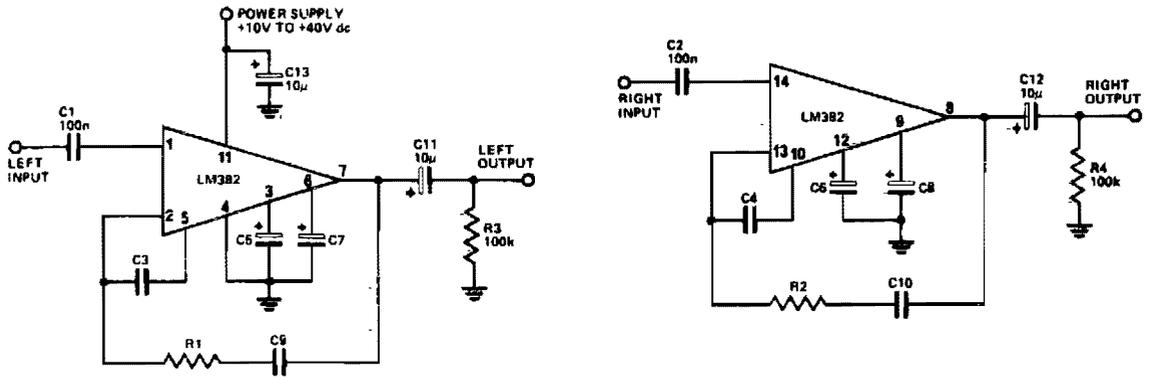 POWER SUPPLY
+10V TO +40V dc
+
C13
10µ
C1
100n
LEFT
INPUT
1
11
LM382
7
C11
10µ
+
LEFT
OUTPUT
2
5
4
3
6
+
C5
+
C7
R3
100k
C3
R1
C9
C2
100n
RIGHT
INPUT
14
LM382
8
C12
10µ
+
RIGHT
OUTPUT
13
10
12
9
+
C6
+
C8
R4
100k
C4
R2
C10